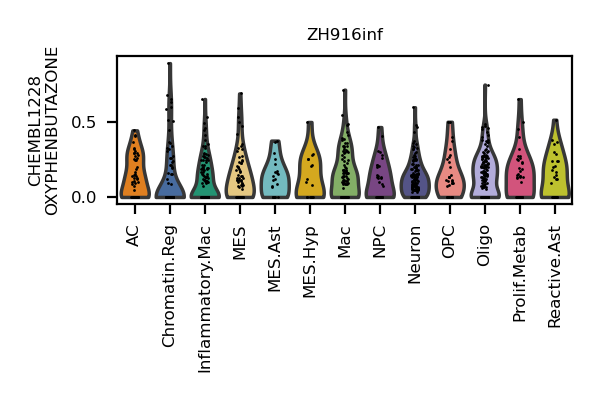 ZH916inf
CHEMBL1228
OXYPHENBUTAZONE
0.5
0.0
AC
Chromatin.Reg
Inflammatory.Mac
MES
MES.Ast
MES.Hyp
Mac
NPC
Neuron
OPC
Oligo
Prolif.Metab
Reactive.Ast